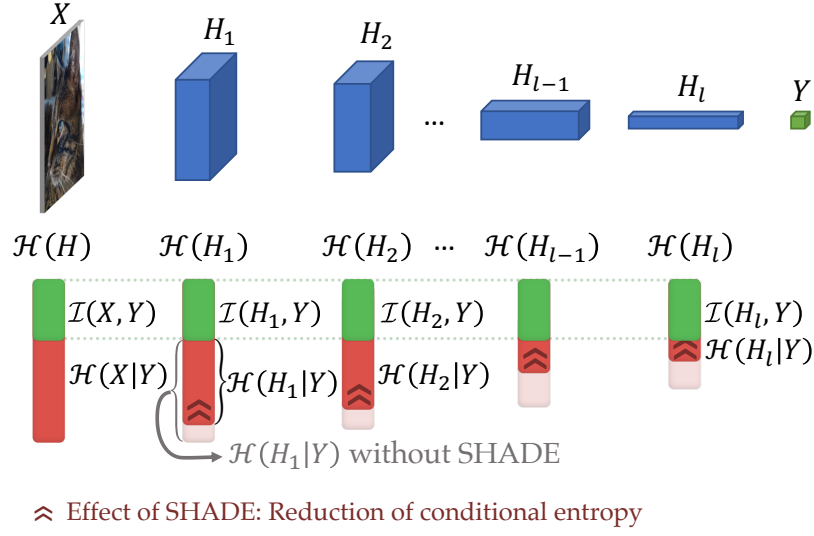 X H₁ H₂ ... Hₗ₋₁ Hₗ Y
ℋ(H) ℋ(H₁) ℋ(H₂) ... ℋ(Hₗ₋₁) ℋ(Hₗ)
ℐ(X, Y) ℐ(H₁, Y) ℐ(H₂, Y) ℐ(Hₗ, Y)
ℋ(X|Y) ℋ(H₁|Y) ℋ(H₂|Y) ℋ(Hₗ|Y)
ℋ(H₁|Y) without SHADE
Effect of SHADE: Reduction of conditional entropy